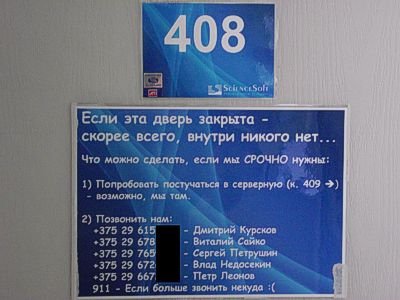 408
ScienceSoft
Если эта дверь закрыта -
скорее всего, внутри никого нет...
Что можно сделать, если мы СРОЧНО нужны:
1) Попробовать постучаться в серверную (к. 409 →)
- возможно, мы там.
2) Позвонить нам:
+375 29 615 - Дмитрий Курсков
+375 29 678 - Виталий Сайко
+375 29 765 - Сергей Петрушин
+375 29 672 - Влад Недосекин
+375 29 667 - Петр Леонов
911 - Если больше звонить некуда :(